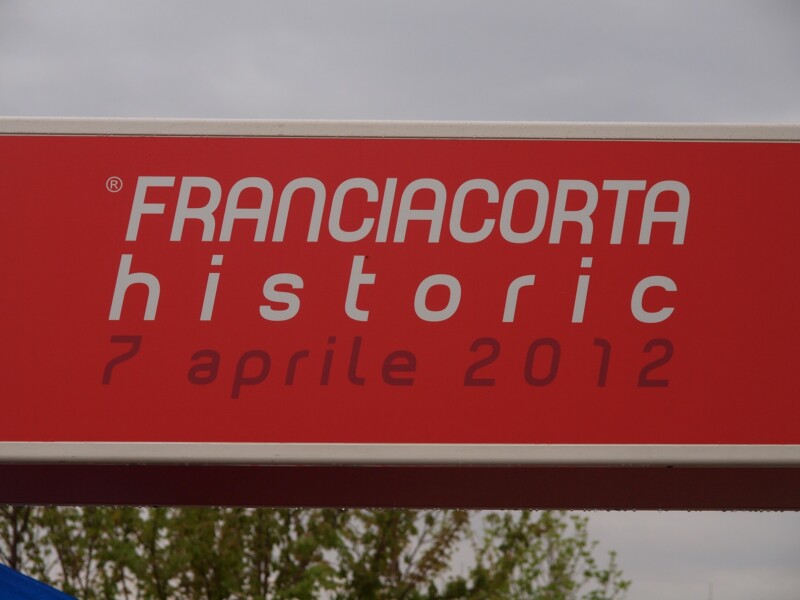 ® FRANCIACORTA
historic
7 aprile 2012